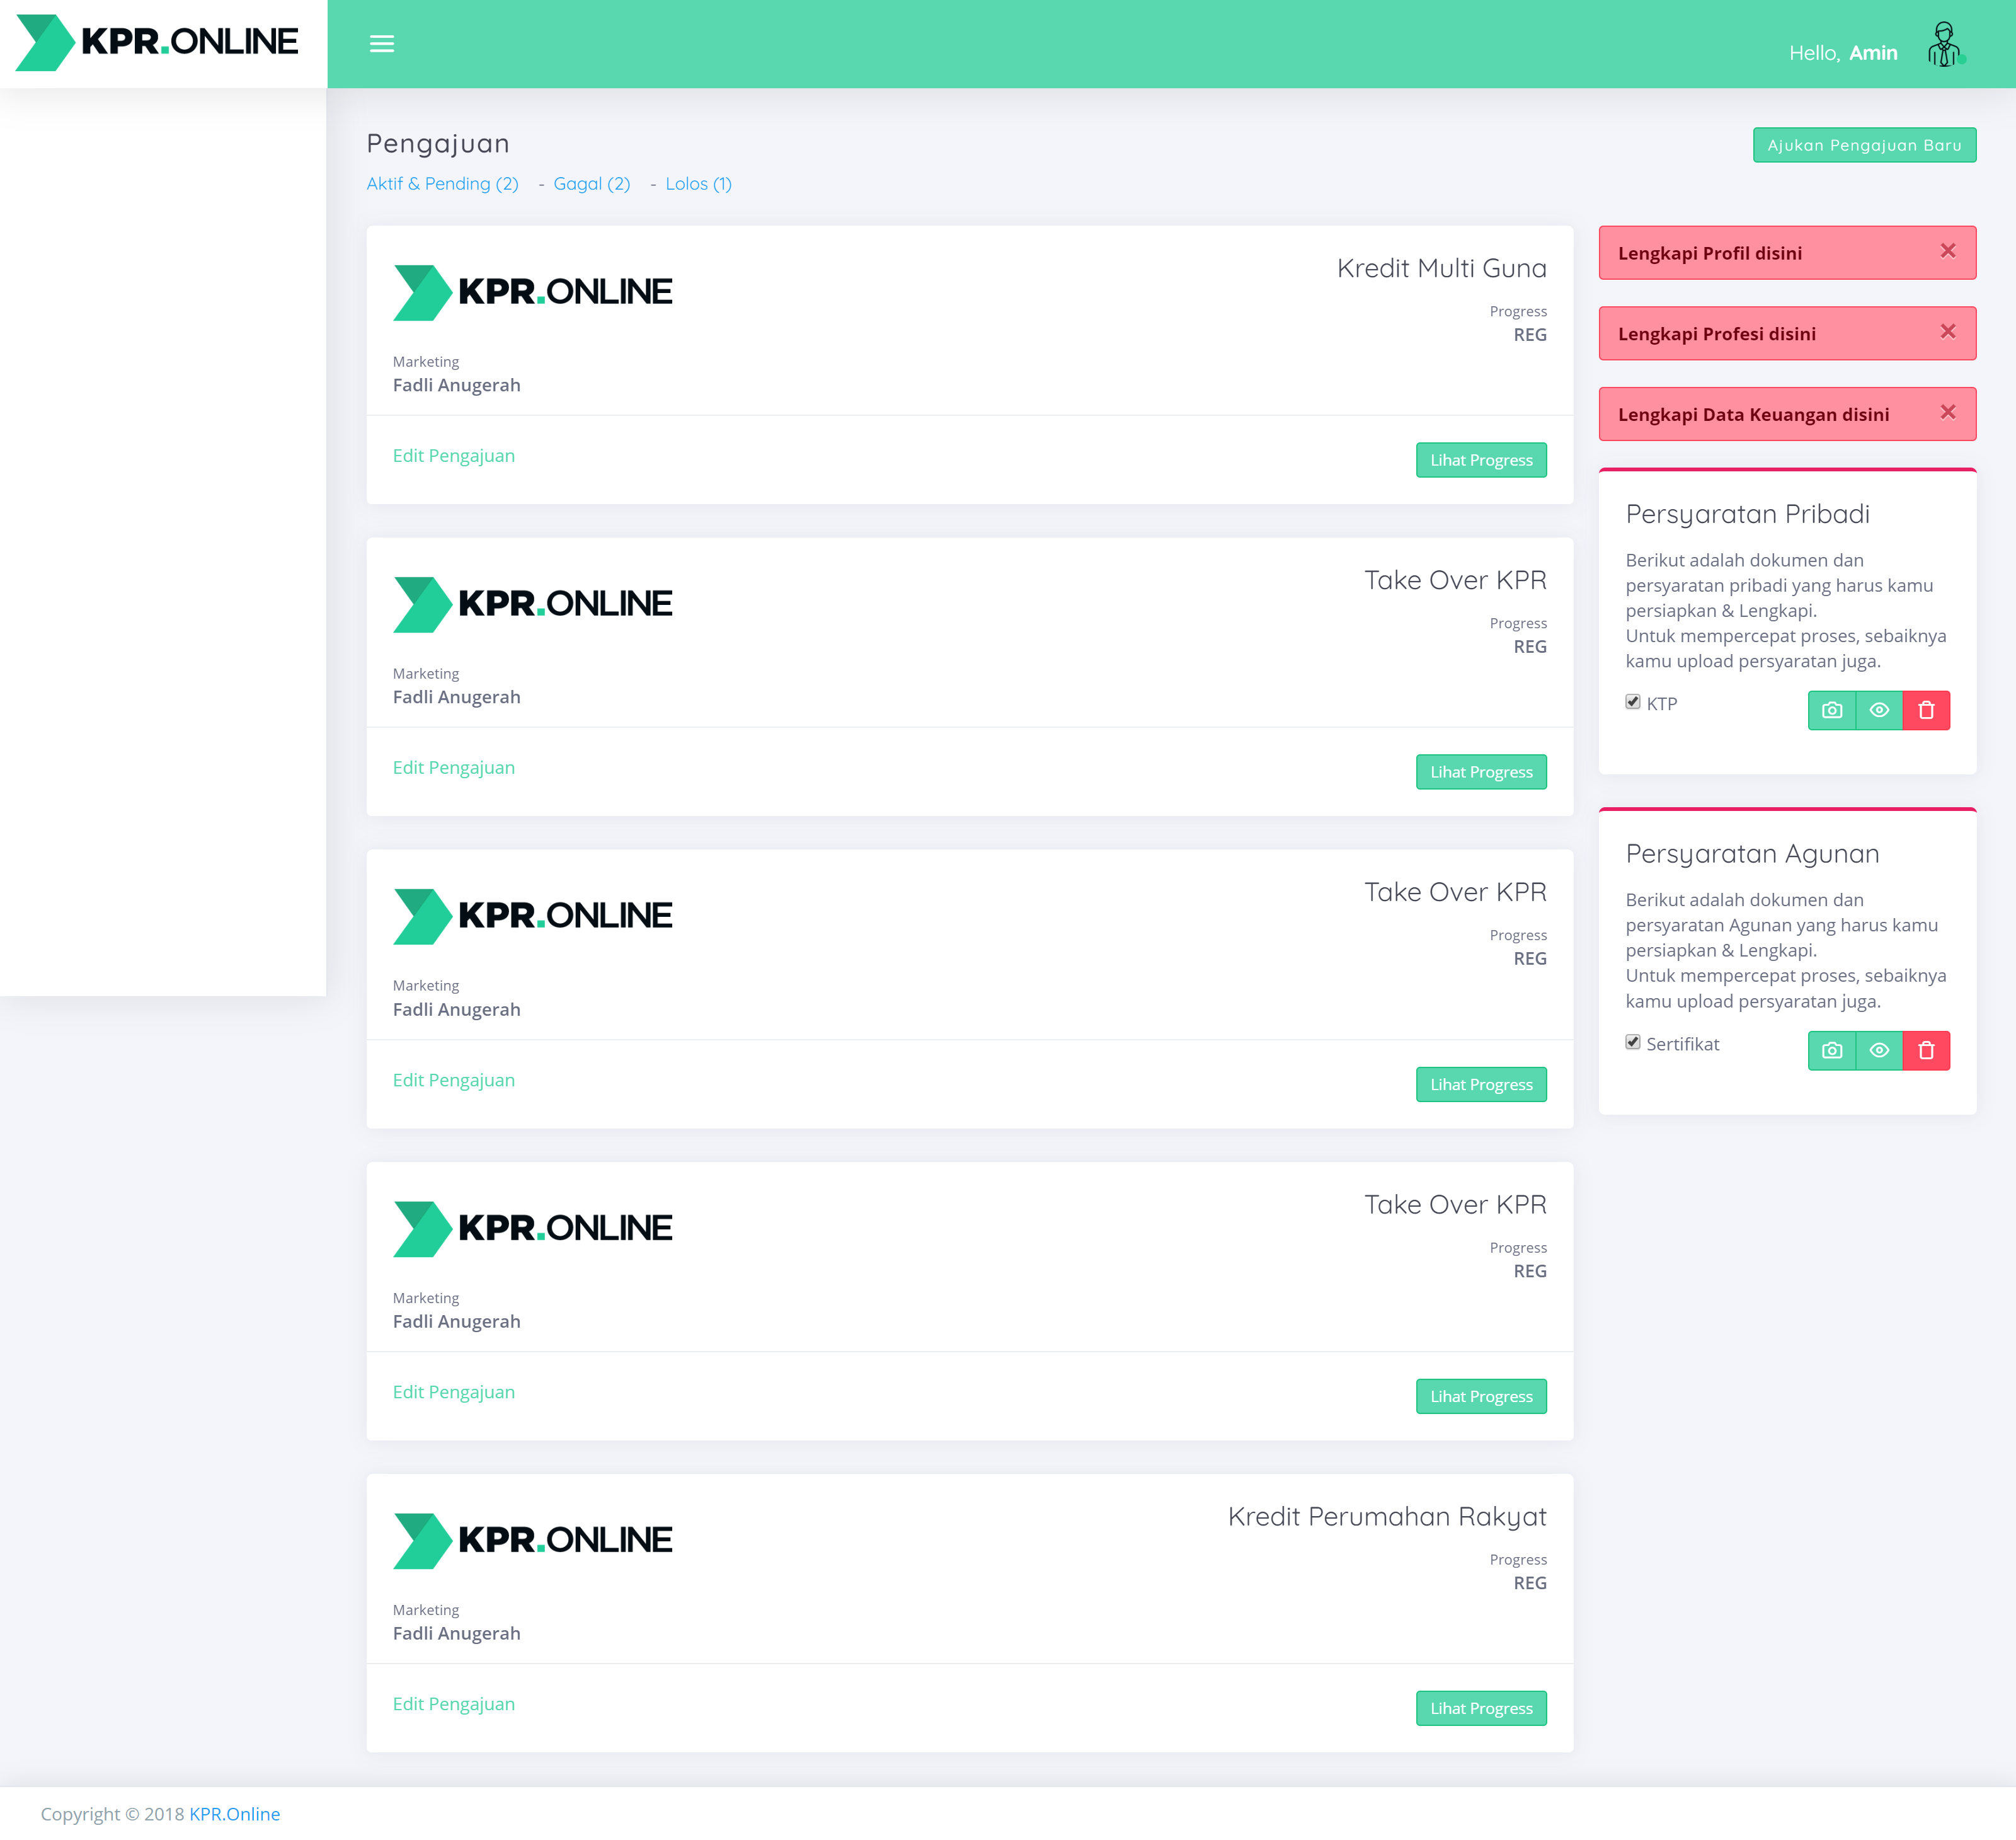 KPR.ONLINE
Hello, Amin
Pengajuan
Ajukan Pengajuan Baru
Aktif & Pending (2) - Gagal (2) - Lolos (1)
KPR.ONLINE
Kredit Multi Guna
Progress
REG
Marketing
Fadli Anugerah
Edit Pengajuan
Lihat Progress
KPR.ONLINE
Take Over KPR
Progress
REG
Marketing
Fadli Anugerah
Edit Pengajuan
Lihat Progress
KPR.ONLINE
Take Over KPR
Progress
REG
Marketing
Fadli Anugerah
Edit Pengajuan
Lihat Progress
KPR.ONLINE
Take Over KPR
Progress
REG
Marketing
Fadli Anugerah
Edit Pengajuan
Lihat Progress
KPR.ONLINE
Kredit Perumahan Rakyat
Progress
REG
Marketing
Fadli Anugerah
Edit Pengajuan
Lihat Progress
Lengkapi Profil disini
Lengkapi Profesi disini
Lengkapi Data Keuangan disini
Persyaratan Pribadi
Berikut adalah dokumen dan
persyaratan pribadi yang harus kamu
persiapkan & Lengkapi.
Untuk mempercepat proses, sebaiknya
kamu upload persyaratan juga.
KTP
Persyaratan Agunan
Berikut adalah dokumen dan
persyaratan Agunan yang harus kamu
persiapkan & Lengkapi.
Untuk mempercepat proses, sebaiknya
kamu upload persyaratan juga.
Sertifikat
Copyright © 2018 KPR.Online